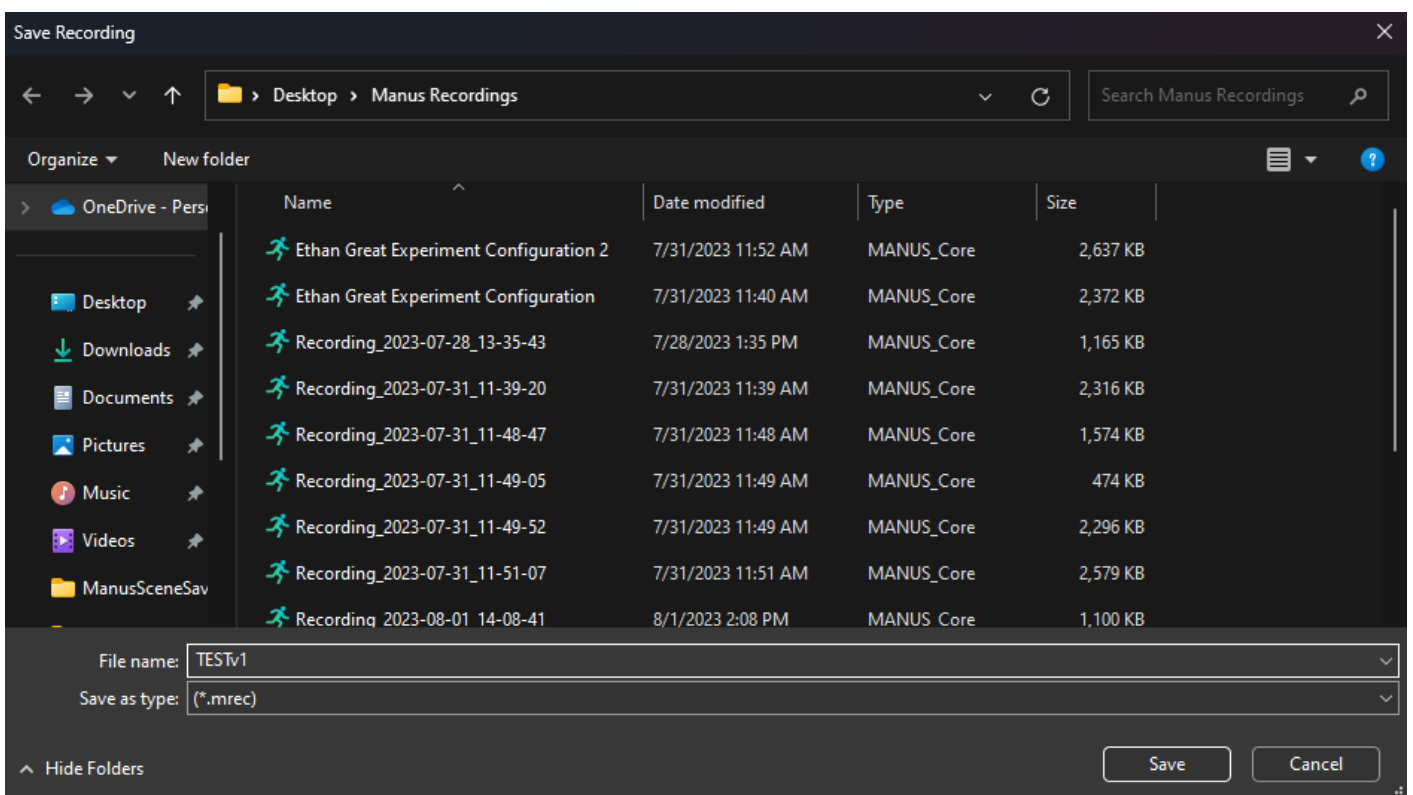 Save Recording
Desktop > Manus Recordings
Search Manus Recordings
Organize
New folder
OneDrive - Pers
Name Date modified Type Size
Ethan Great Experiment Configuration 2 7/31/2023 11:52 AM MANUS_Core 2,637 KB
Desktop
Ethan Great Experiment Configuration 7/31/2023 11:40 AM MANUS_Core 2,372 KB
Downloads
Recording_2023-07-28_13-35-43 7/28/2023 1:35 PM MANUS_Core 1,165 KB
Documents
Recording_2023-07-31_11-39-20 7/31/2023 11:39 AM MANUS_Core 2,316 KB
Pictures
Recording_2023-07-31_11-48-47 7/31/2023 11:48 AM MANUS_Core 1,574 KB
Music
Recording_2023-07-31_11-49-05 7/31/2023 11:49 AM MANUS_Core 474 KB
Videos
Recording_2023-07-31_11-49-52 7/31/2023 11:49 AM MANUS_Core 2,296 KB
ManusSceneSav
Recording_2023-07-31_11-51-07 7/31/2023 11:51 AM MANUS_Core 2,579 KB
Recording_2023-08-01_14-08-41 8/1/2023 2:08 PM MANUS_Core 1,100 KB
File name: TESTv1
Save as type: (*.mrec)
Hide Folders
Save
Cancel